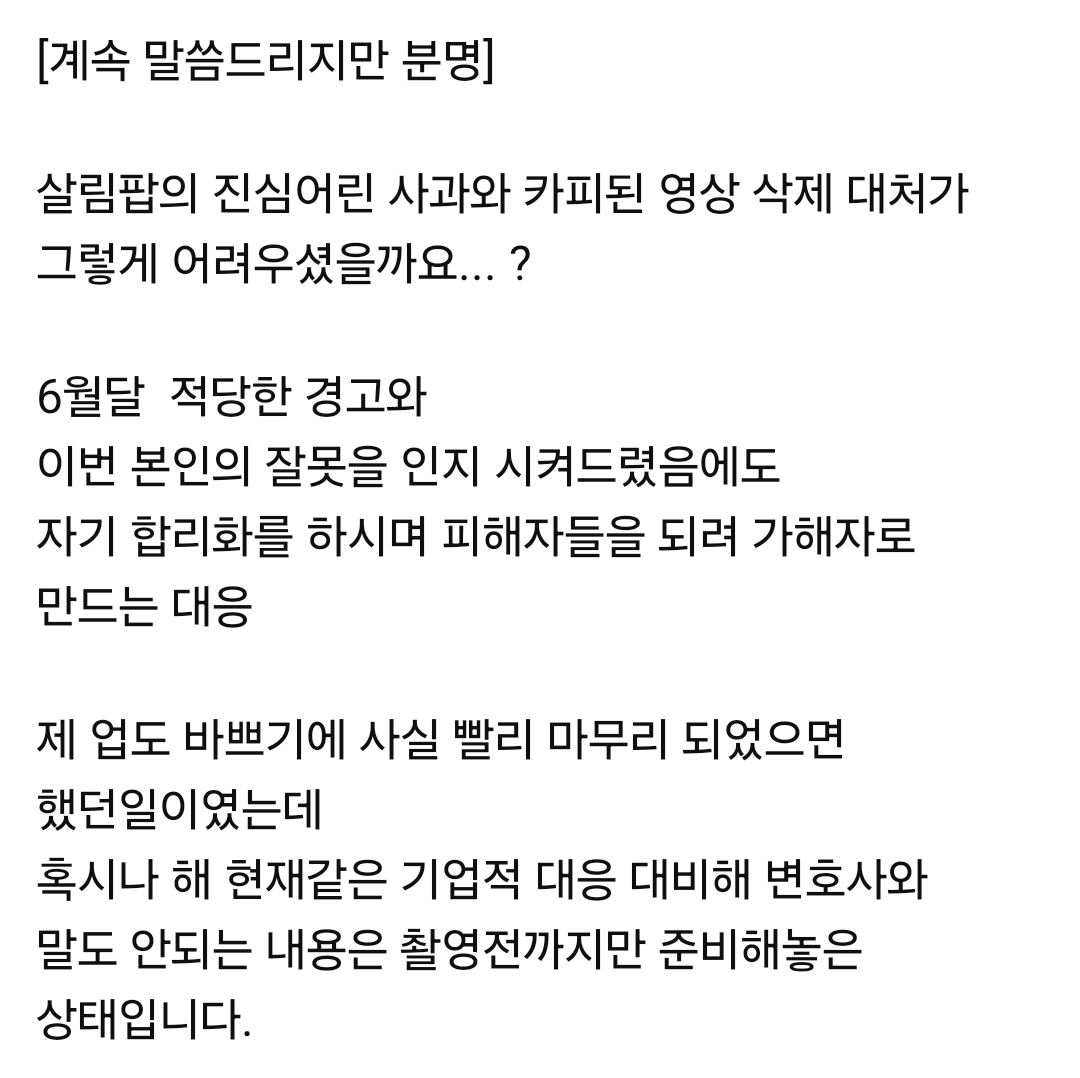 [계속 말씀드리지만 분명]
살림팝의 진심어린 사과와 카피된 영상 삭제 대처가
그렇게 어려우셨을까요... ?
6월달  적당한 경고와
이번 본인의 잘못을 인지 시켜드렸음에도
자기 합리화를 하시며 피해자들을 되려 가해자로
만드는 대응
제 업도 바쁘기에 사실 빨리 마무리 되었으면
했던일이였는데
혹시나 해 현재같은 기업적 대응 대비해 변호사와
말도 안되는 내용은 촬영전까지만 준비해놓은
상태입니다.